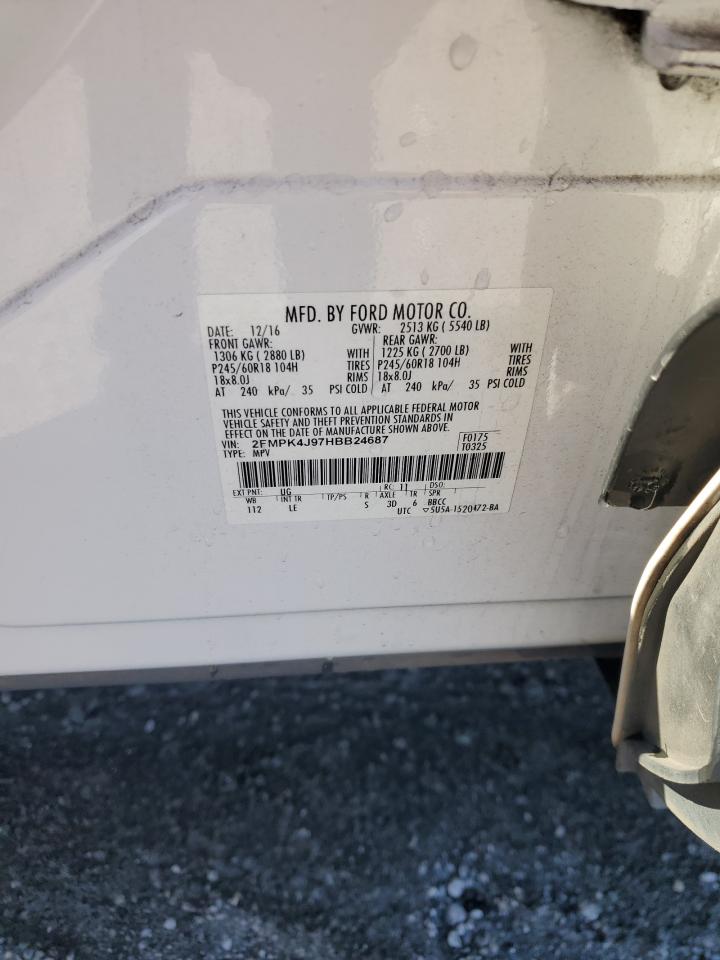 MFD. BY FORD MOTOR CO.
DATE: 12/16 GVWR: 2513 KG ( 5540 LB)
FRONT GAWR: REAR GAWR:
1306 KG ( 2880 LB) WITH 1225 KG ( 2700 LB) WITH
P245/60R18 104H TIRES P245/60R18 104H TIRES
18x8.0J RIMS 18x8.0J RIMS
AT 240 kPa/ 35 PSI COLD AT 240 kPa/ 35 PSI COLD
THIS VEHICLE CONFORMS TO ALL APPLICABLE FEDERAL MOTOR
VEHICLE SAFETY AND THEFT PREVENTION STANDARDS IN
EFFECT ON THE DATE OF MANUFACTURE SHOWN ABOVE.
VIN: 2FMPK4J97HBB24687 F0175
TYPE: MPV T0325
EXT PNT: UG RC: 11 DSO:
WB INT TR TP/PS R AXLE TR SPR
112 LE S 3D 6 BBCC
UTC ▽5U5A-1520472-BA